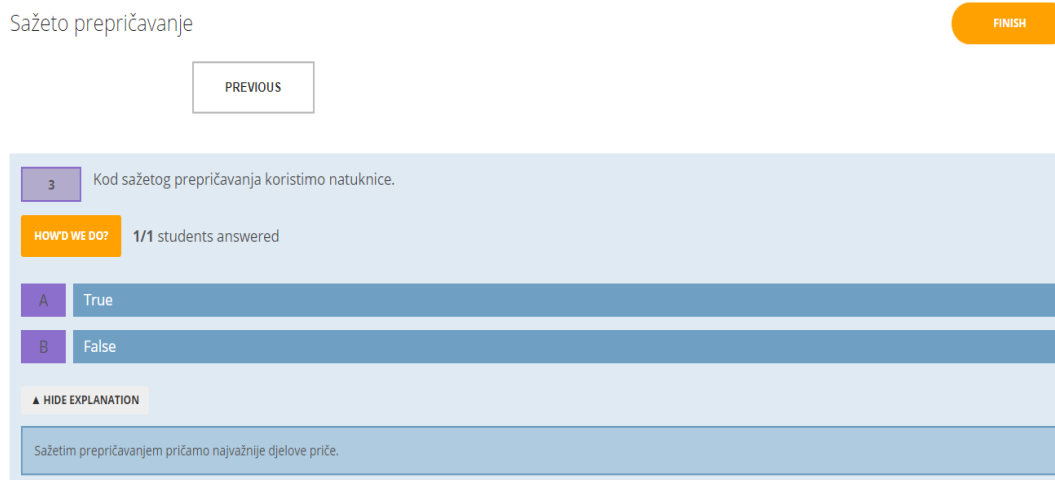 Sažeto prepričavanje
FINISH
PREVIOUS
3 Kod sažetog prepričavanja koristimo natuknice.
HOW'D WE DO? 1/1 students answered
A True
B False
▲ HIDE EXPLANATION
Sažetim prepričavanjem pričamo najvažnije djelove priče.